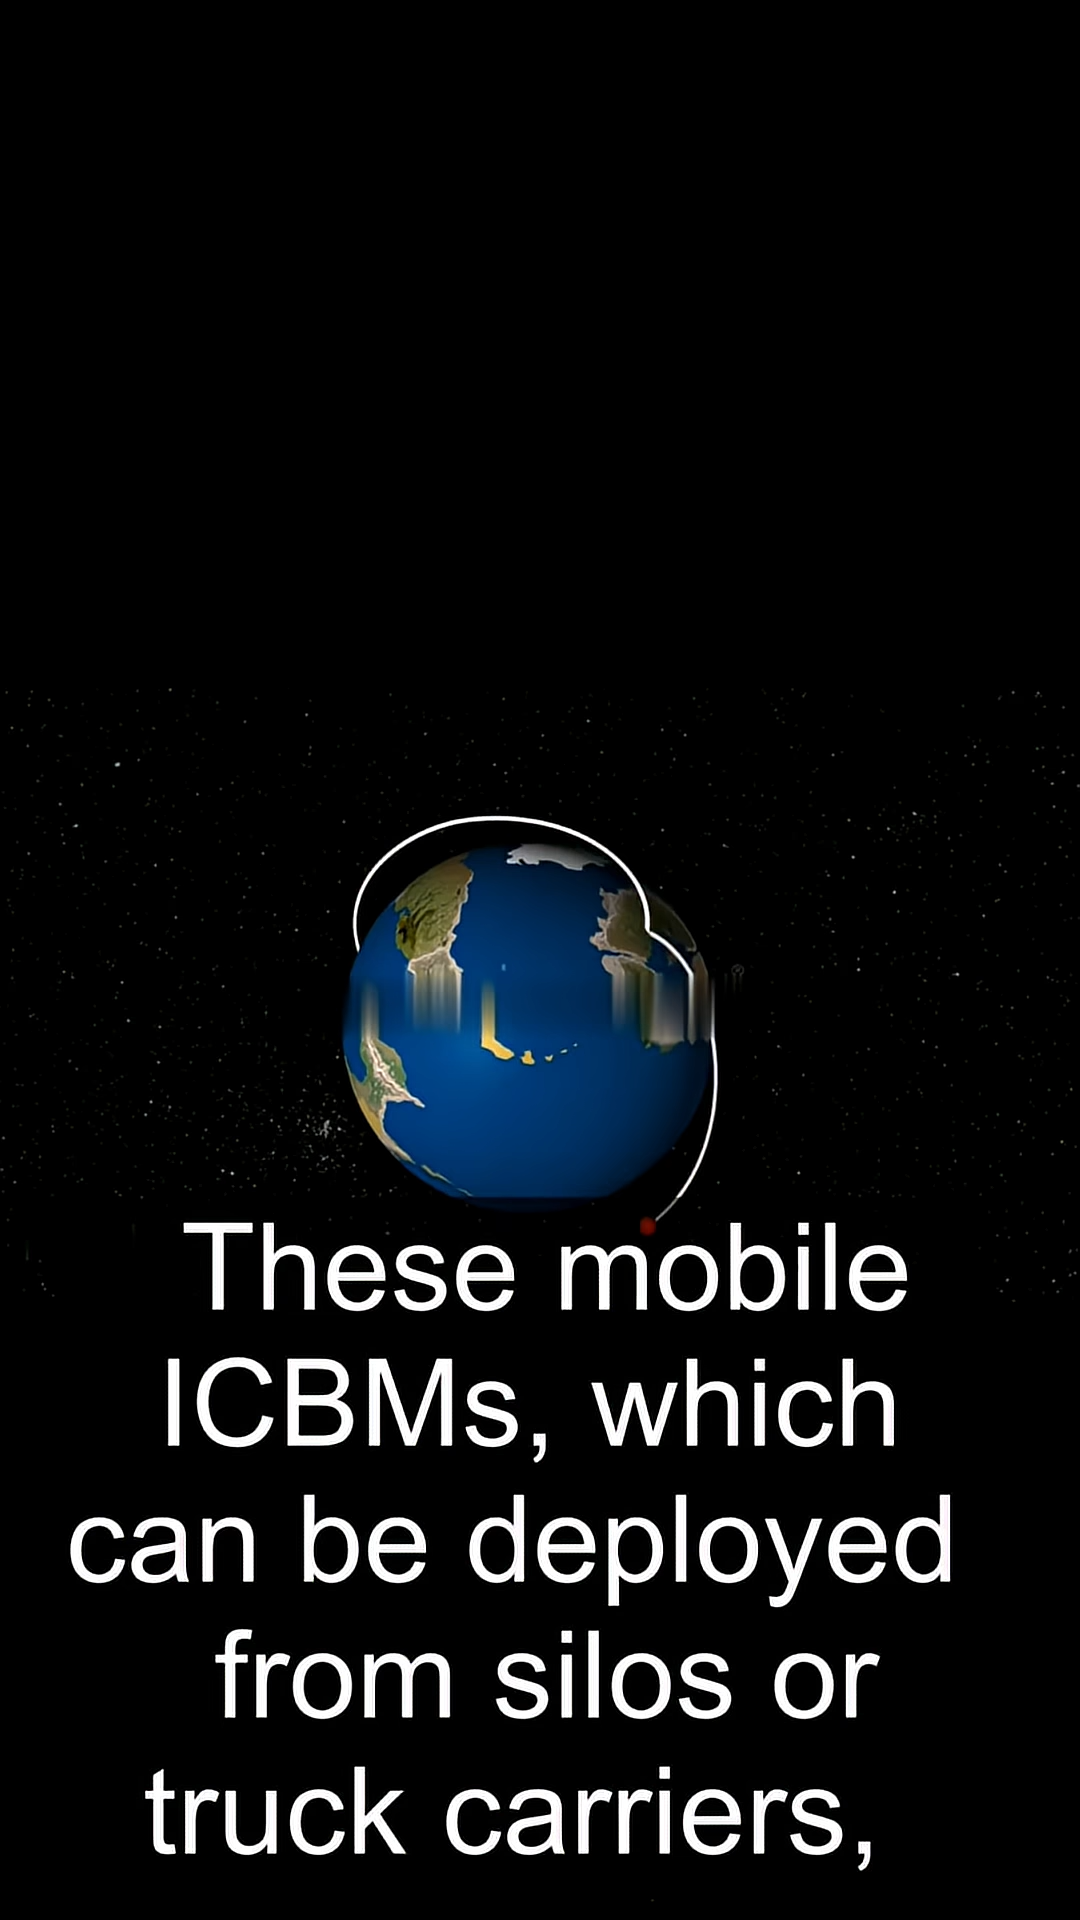 These mobile
ICBMs, which
can be deployed
from silos or
truck carriers,